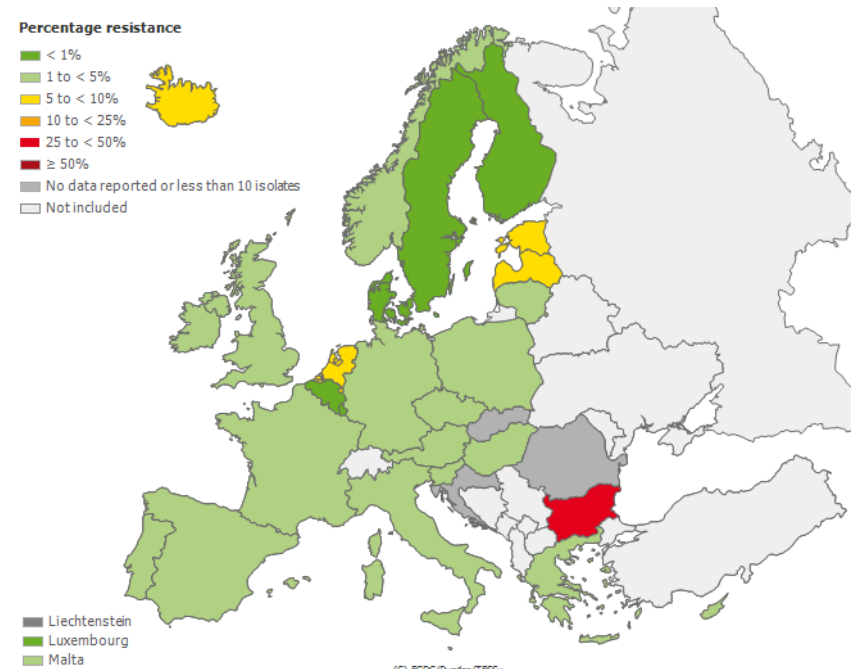 Percentage resistance
< 1%
1 to < 5%
5 to < 10%
10 to < 25%
25 to < 50%
≥ 50%
No data reported or less than 10 isolates
Not included
Liechtenstein
Luxembourg
Malta